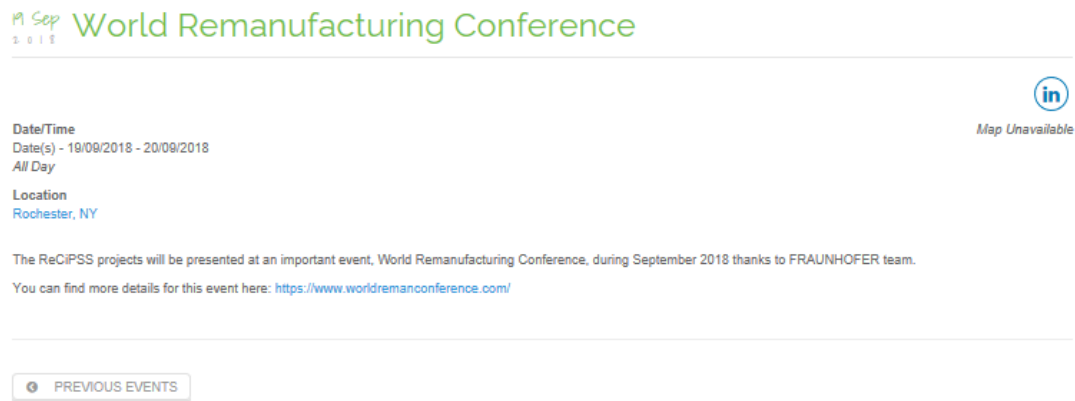 19 Sep
2018
World Remanufacturing Conference
in
Date/Time
Map Unavailable
Date(s) - 19/09/2018 - 20/09/2018
All Day
Location
Rochester, NY
The ReCiPSS projects will be presented at an important event, World Remanufacturing Conference, during September 2018 thanks to FRAUNHOFER team.
You can find more details for this event here: https://www.worldremanconference.com/
PREVIOUS EVENTS